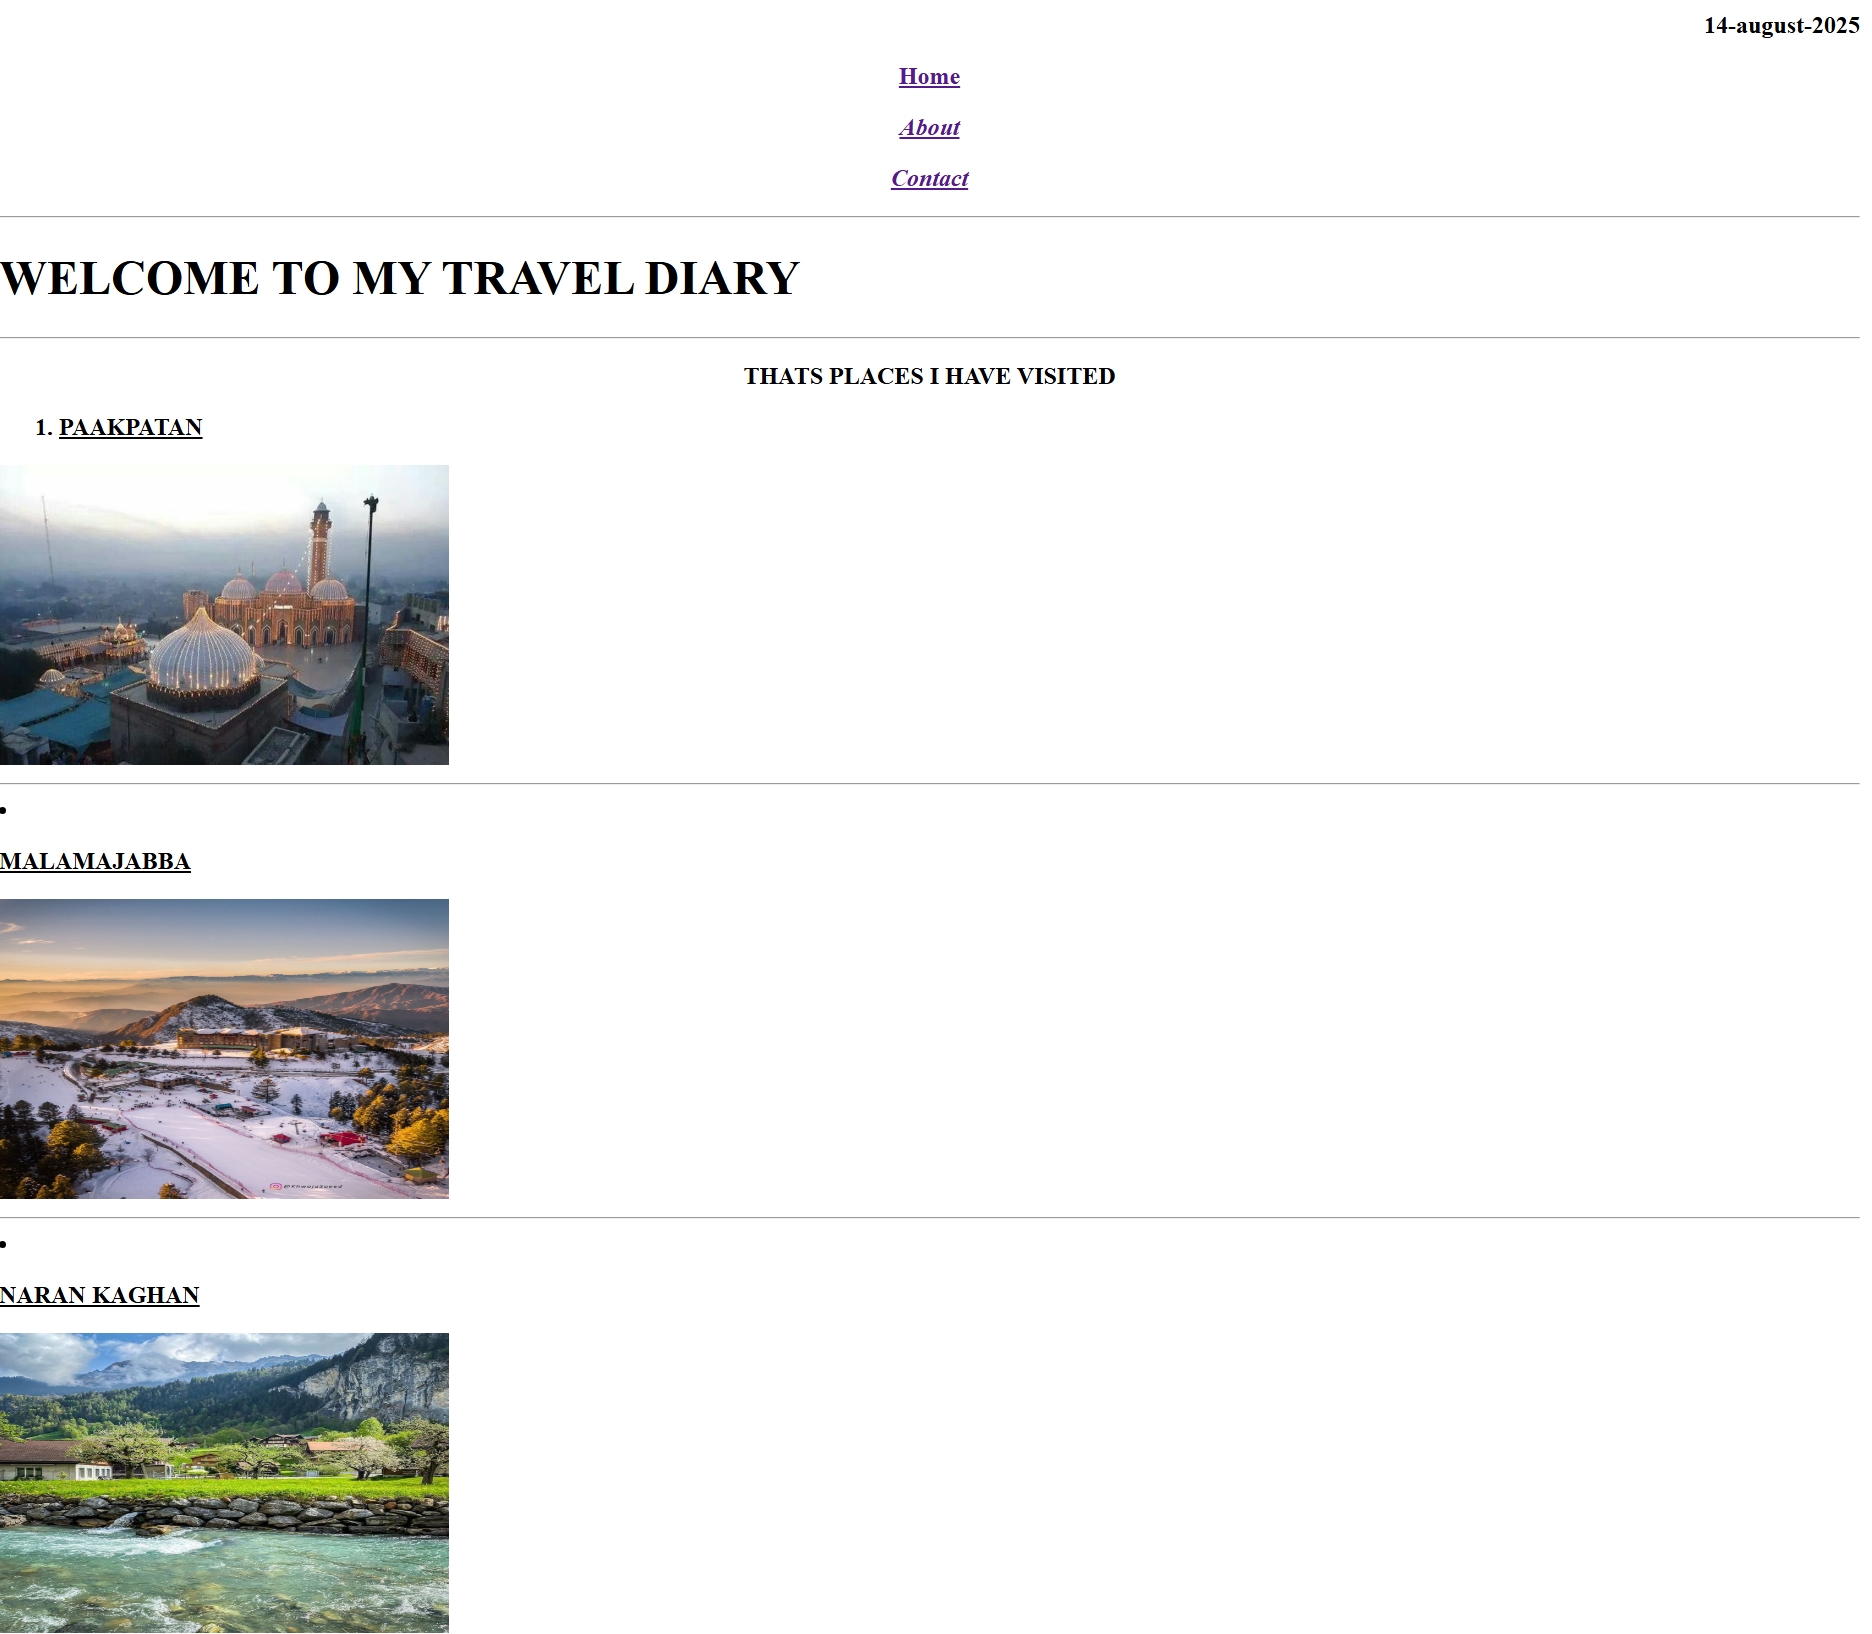 14-august-2025
Home
About
Contact
WELCOME TO MY TRAVEL DIARY
THATS PLACES I HAVE VISITED
1. PAAKPATAN
MALAMAJABBA
NARAN KAGHAN